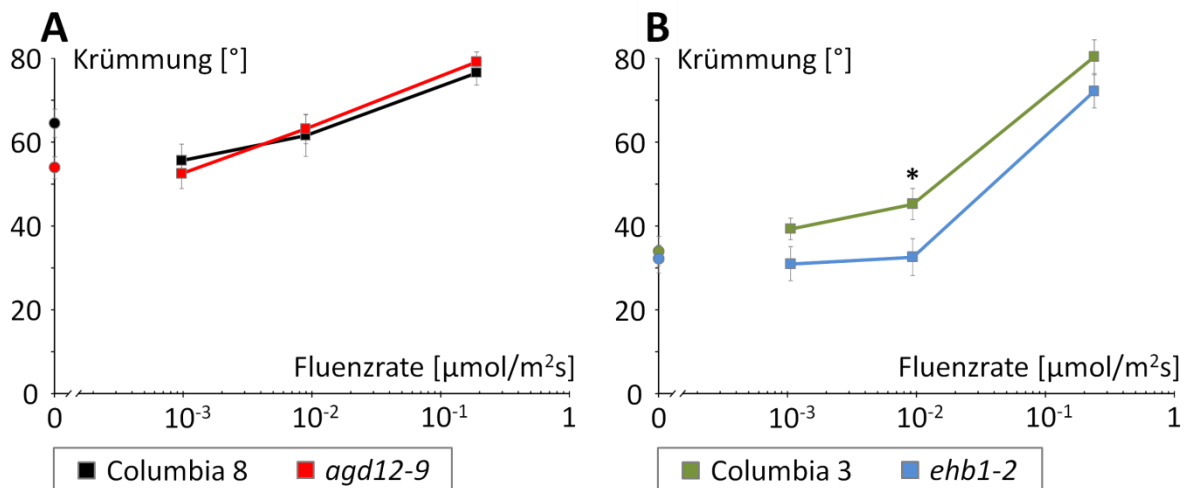 A
Krümmung [°]
80
60
40
20
0
Fluenzrate [µmol/m²s]
0 10⁻³ 10⁻² 10⁻¹ 1
Columbia 8 agd12-9
B
Krümmung [°]
80
60
40
*
20
0
Fluenzrate [µmol/m²s]
0 10⁻³ 10⁻² 10⁻¹ 1
Columbia 3 ehb1-2